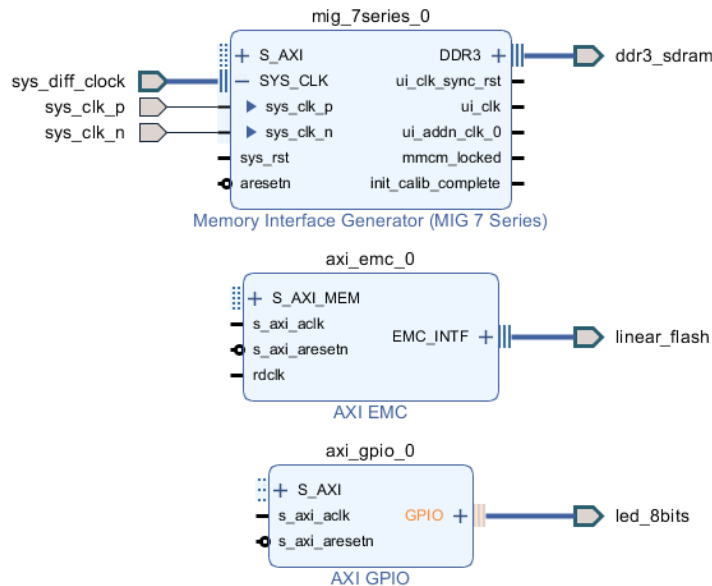 mig_7series_0
S_AXI DDR3 ddr3_sdram
sys_diff_clock SYS_CLK ui_clk_sync_rst
sys_clk_p sys_clk_p ui_clk
sys_clk_n sys_clk_n ui_addn_clk_0
sys_rst mmcm_locked
aresetn init_calib_complete
Memory Interface Generator (MIG 7 Series)
axi_emc_0
S_AXI_MEM
s_axi_aclk
EMC_INTF linear_flash
s_axi_aresetn
rdclk
AXI EMC
axi_gpio_0
S_AXI
s_axi_aclk GPIO led_8bits
s_axi_aresetn
AXI GPIO